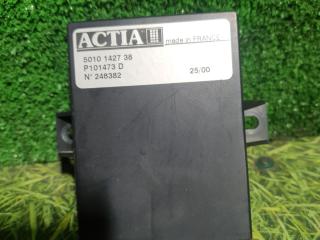 ACTIA made in FRANCE
5010 1427 38
P101473 D
N° 248382 25/00